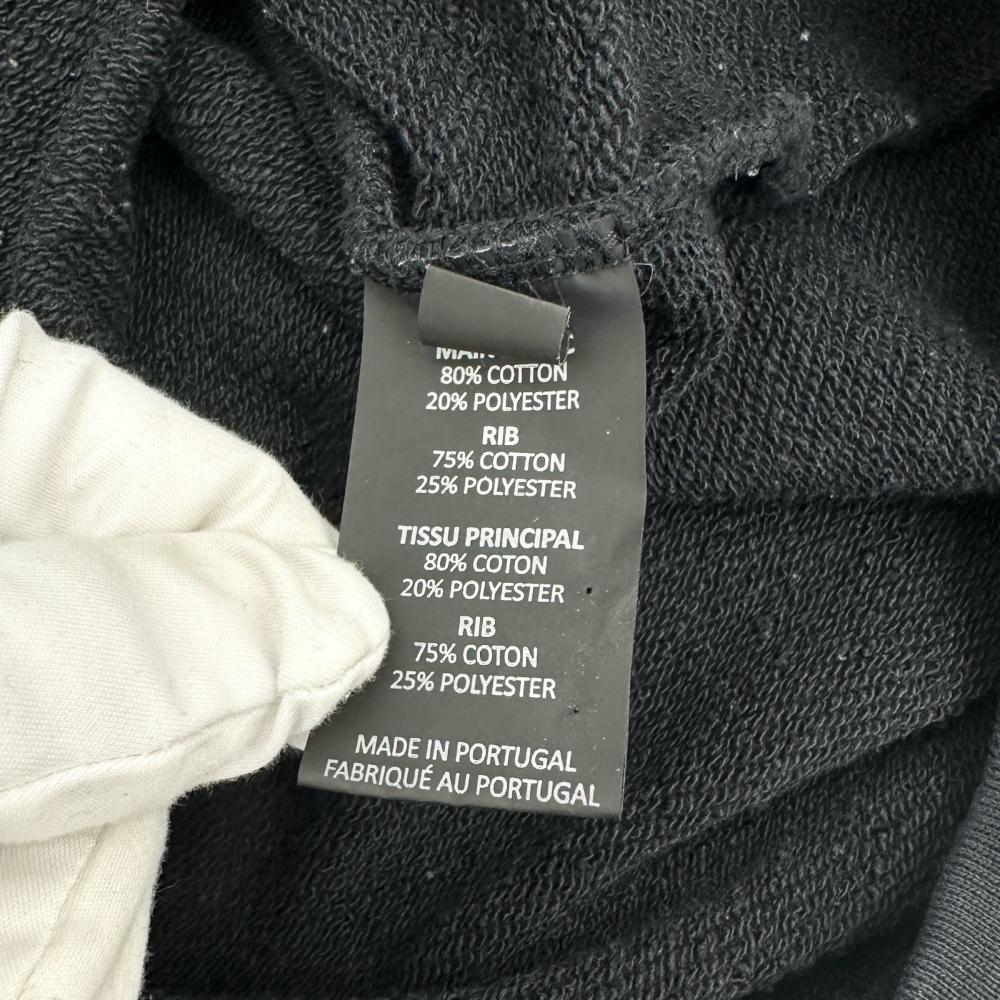 80% COTTON
20% POLYESTER
RIB
75% COTTON
25% POLYESTER
TISSU PRINCIPAL
80% COTON
20% POLYESTER
RIB
75% COTON
25% POLYESTER
MADE IN PORTUGAL
FABRIQUÉ AU PORTUGAL